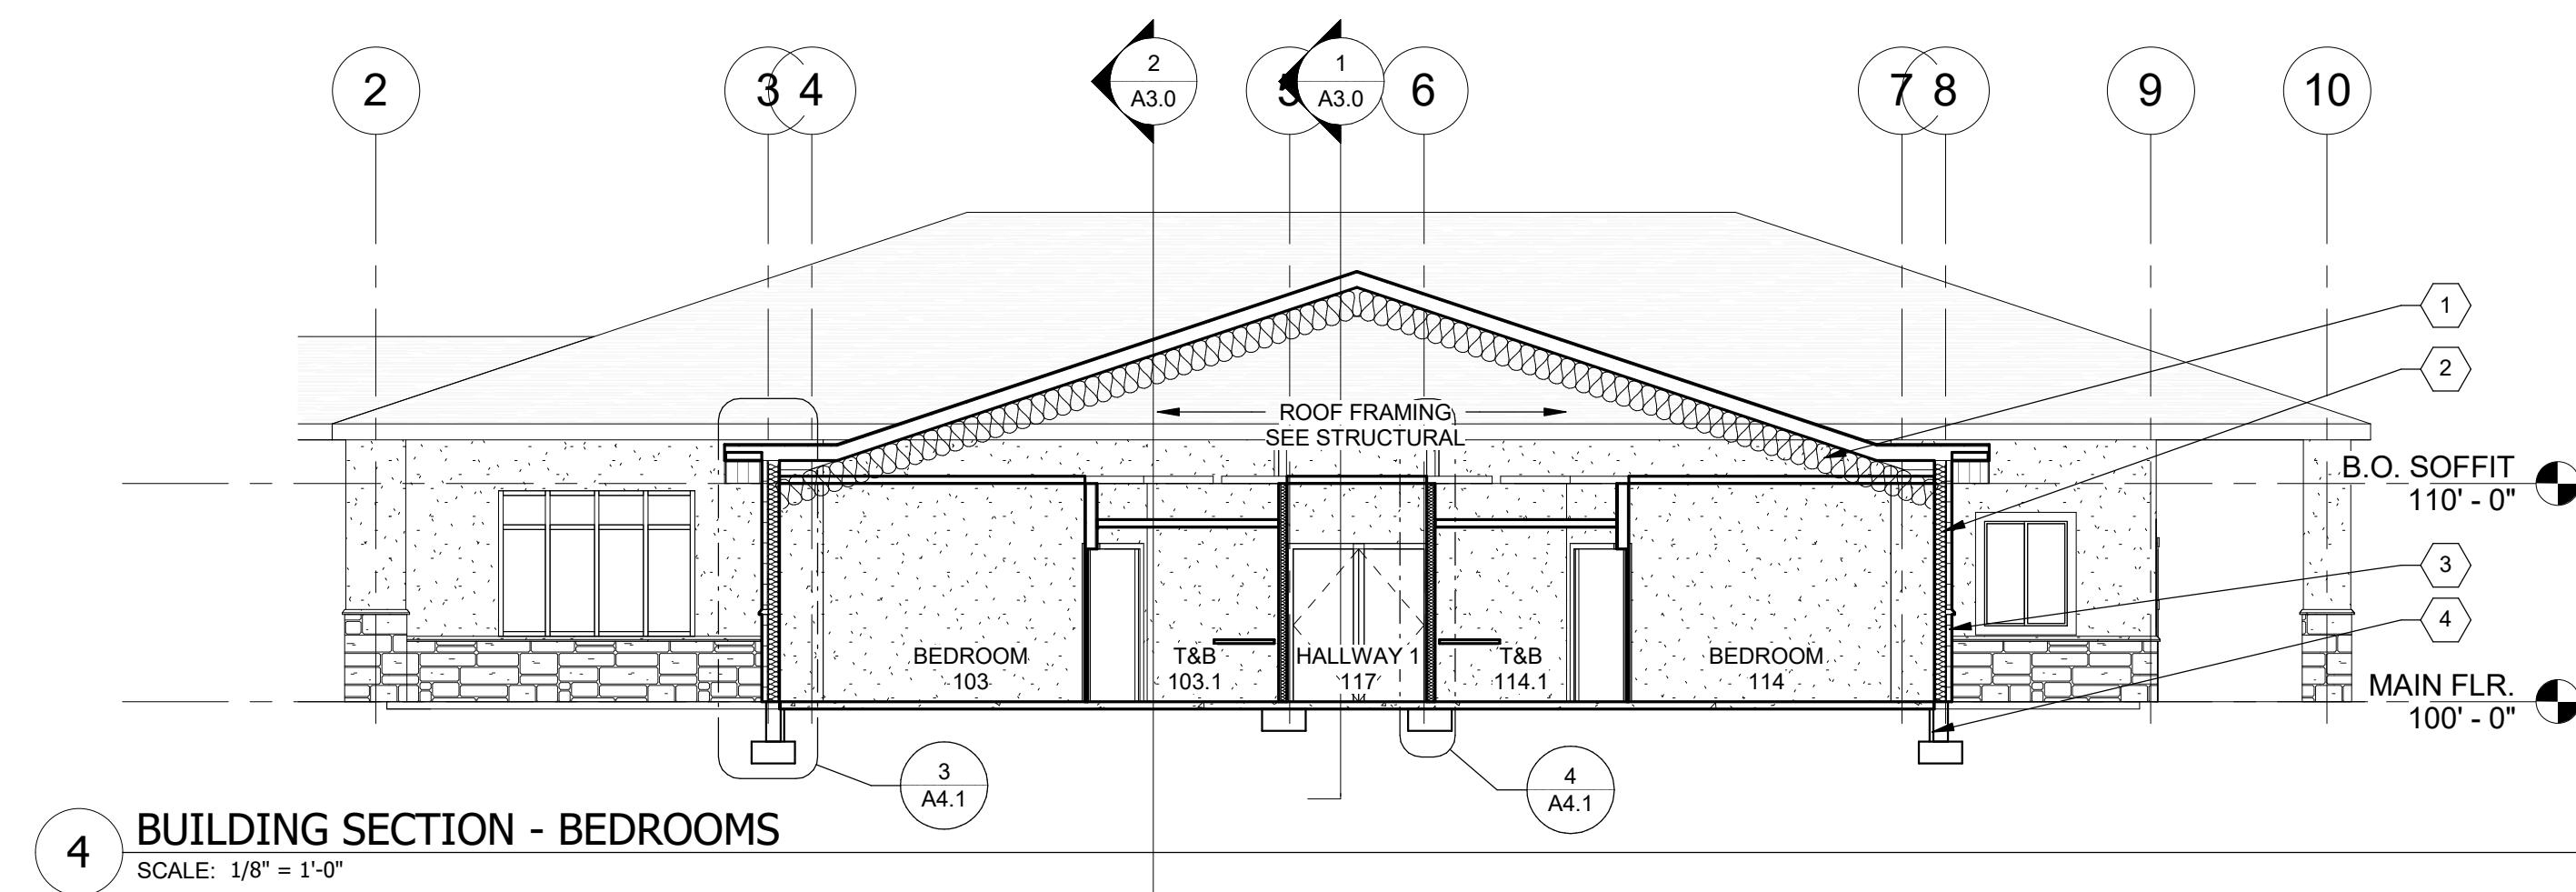 2
3
4
2
A3.0
5
1
A3.0
6
7
8
9
10
1
2
ROOF FRAMING
SEE STRUCTURAL
B.O. SOFFIT
110' - 0"
3
4
BEDROOM
103
T&B
103.1
HALLWAY 1
117
T&B
114.1
BEDROOM
114
MAIN FLR.
100' - 0"
3
A4.1
4
A4.1
4
BUILDING SECTION - BEDROOMS
SCALE: 1/8" = 1'-0"